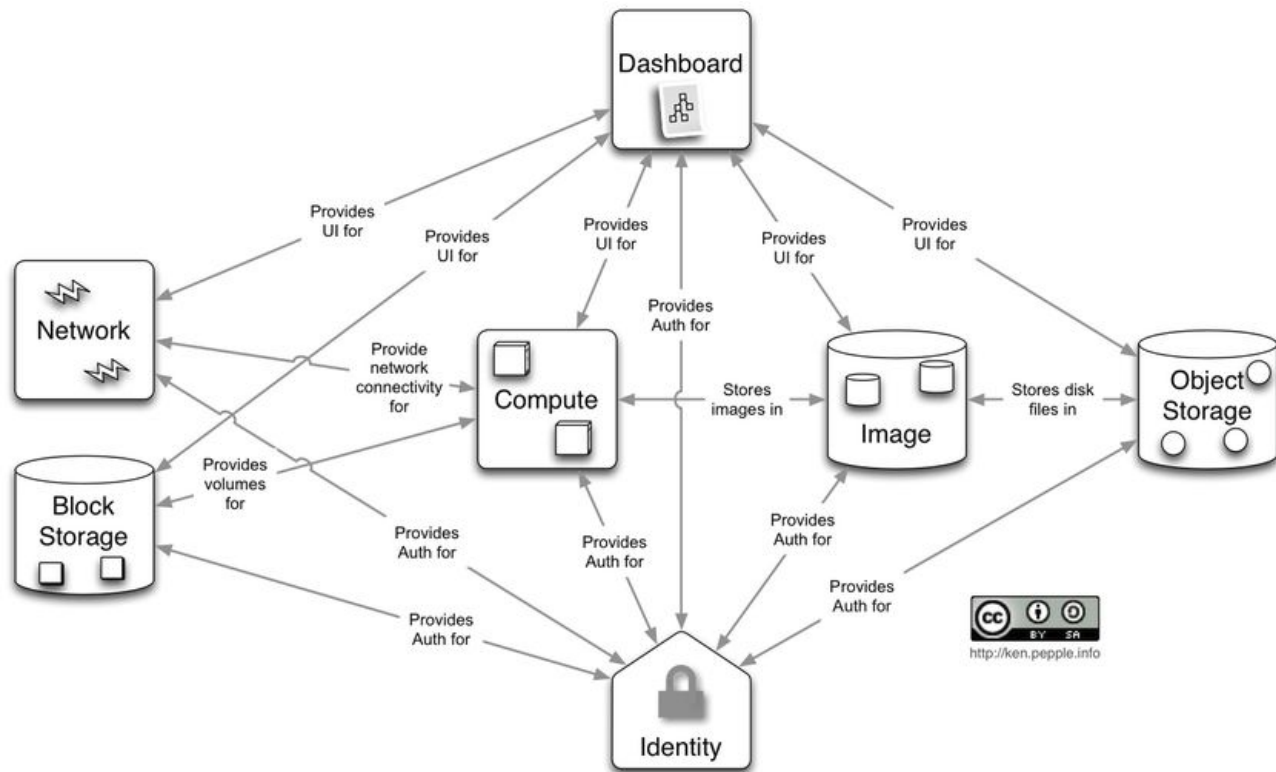 Dashboard
Provides
UI for
Provides
UI for
Provides
UI for
Provides
UI for
Provides
UI for
Network
Provides
Auth for
Provide
network
connectivity
for
Compute
Stores
images in
Image
Stores disk
files in
Object
Storage
Block
Storage
Provides
volumes
for
Provides
Auth for
Provides
Auth for
Provides
Auth for
Provides
Auth for
Provides
Auth for
Identity
cc
BY SA
http://ken.pepple.info